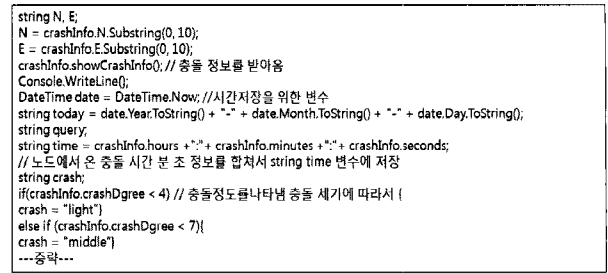 string N, E;
N = crashInfo.N.Substring(0, 10);
E = crashInfo.E.Substring(0, 10);
crashInfo.showCrashInfo(); // 충돌 정보를 받아옴
Console.WriteLine();
DateTime date = DateTime.Now; //시간저장을 위한 변수
string today = date.Year.ToString() + "-" + date.Month.ToString() + "-" + date.Day.ToString();
string query;
string time = crashInfo.hours +":"+ crashInfo.minutes +":"+ crashInfo.seconds;
// 노드에서 온 충돌 시간 분 초 정보를 합쳐서 string time 변수에 저장
string crash;
if(crashInfo.crashDgree < 4) // 충돌정도를나타냄 충돌 세기에 따라서 {
crash = "light"}
else if (crashInfo.crashDgree < 7){
crash = "middle"}
---중략---